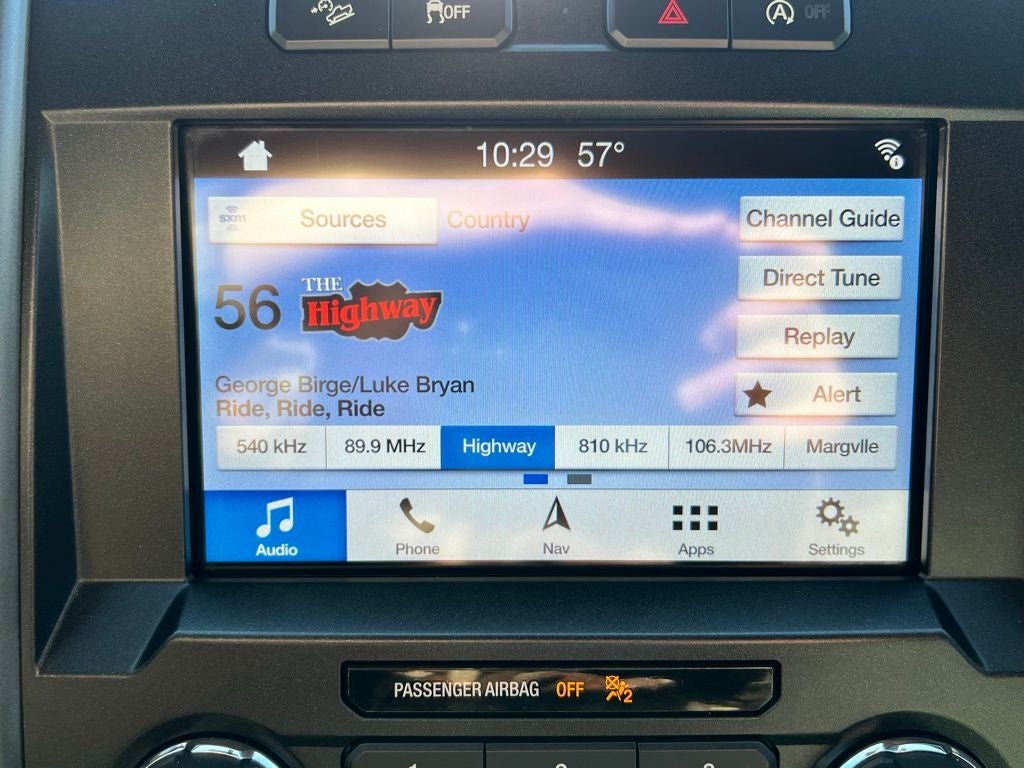 OFF
A OFF
10:29 57°
sxm Sources Country Channel Guide
Direct Tune
56 THE
Highway
Replay
George Birge/Luke Bryan
Alert
Ride, Ride, Ride
540 kHz 89.9 MHz Highway 810 kHz 106.3MHz Margvlle
Audio Phone Nav Apps Settings
PASSENGER AIRBAG OFF 2